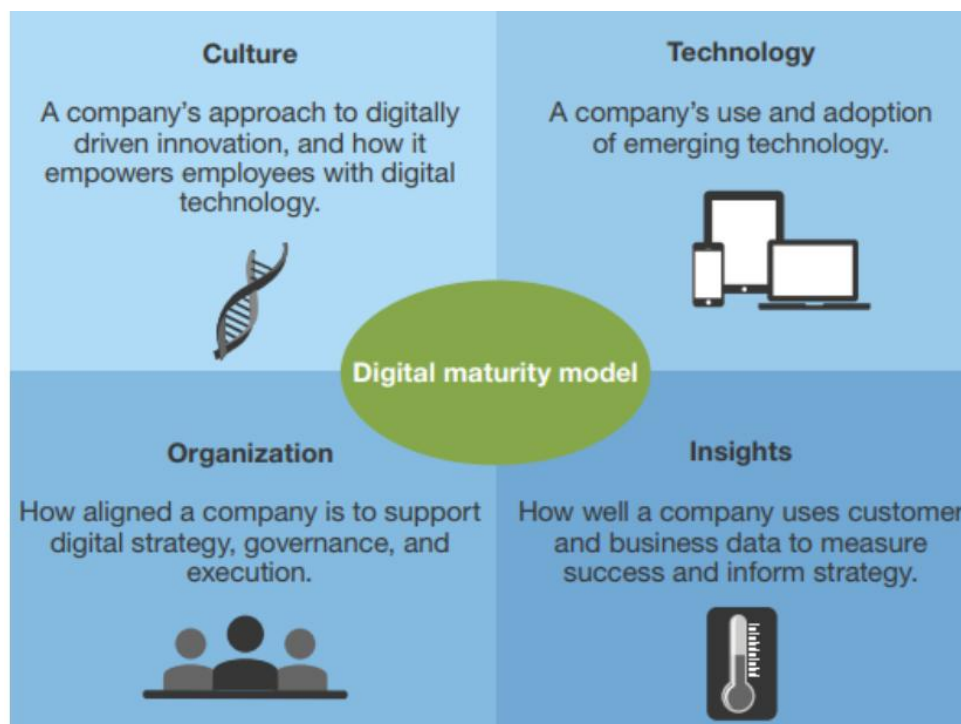 Culture
A company’s approach to digitally
driven innovation, and how it
empowers employees with digital
technology.
Technology
A company’s use and adoption
of emerging technology.
Digital maturity model
Organization
How aligned a company is to support
digital strategy, governance, and
execution.
Insights
How well a company uses customer
and business data to measure
success and inform strategy.